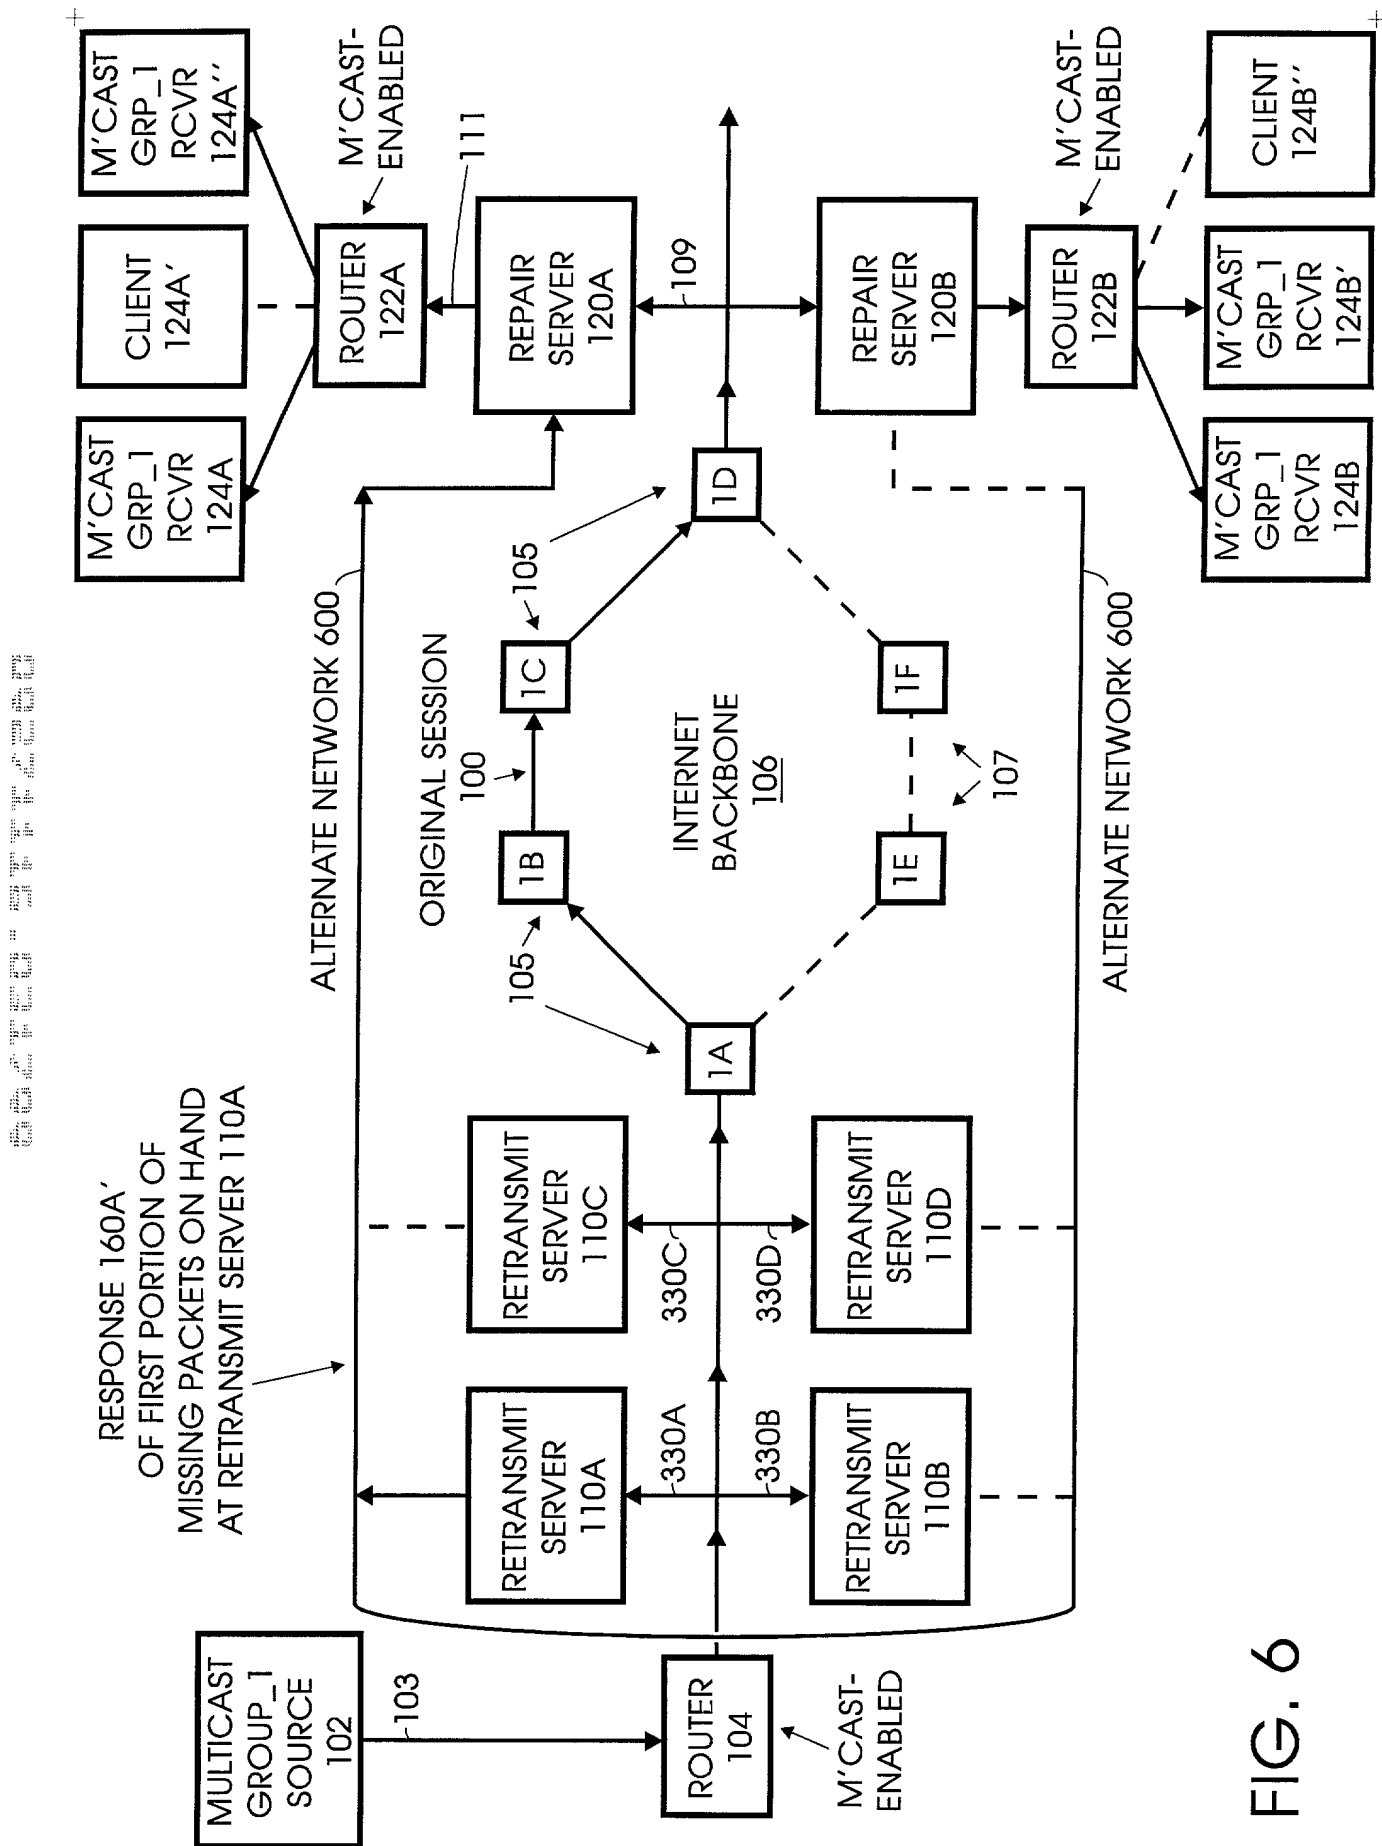 MULTICAST
GROUP_1
SOURCE
102
103
ROUTER
104
M'CAST-
ENABLED
RESPONSE 160A'
OF FIRST PORTION OF
MISSING PACKETS ON HAND
AT RETRANSMIT SERVER 110A
RETRANSMIT
SERVER
110A
330A
330B
RETRANSMIT
SERVER
110B
RETRANSMIT
SERVER
110C
330C
330D
RETRANSMIT
SERVER
110D
ALTERNATE NETWORK 600
ORIGINAL SESSION
100
105
1A
1B
1C
105
1D
INTERNET
BACKBONE
106
1E
1F
107
ALTERNATE NETWORK 600
M'CAST
GRP_1
RCVR
124A
CLIENT
124A'
M'CAST
GRP_1
RCVR
124A''
ROUTER
122A
M'CAST-
ENABLED
111
REPAIR
SERVER
120A
109
REPAIR
SERVER
120B
ROUTER
122B
M'CAST-
ENABLED
M'CAST
GRP_1
RCVR
124B
M'CAST
GRP_1
RCVR
124B'
CLIENT
124B''
FIG. 6